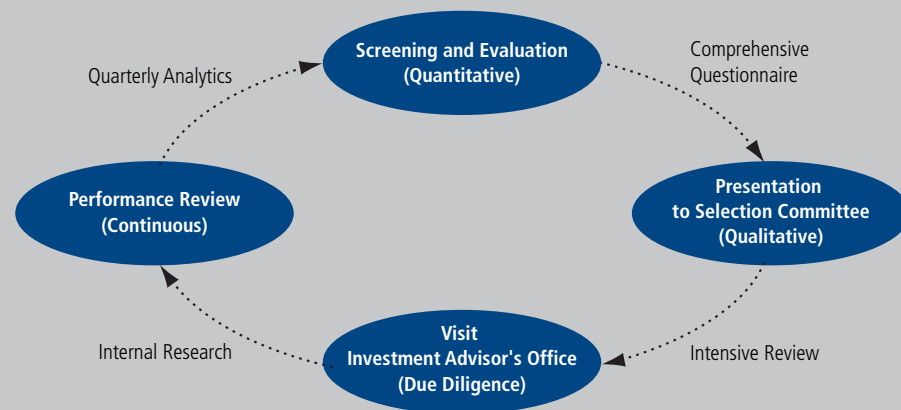 Screening and Evaluation
(Quantitative)
Comprehensive
Questionnaire
Presentation
to Selection Committee
(Qualitative)
Intensive Review
Visit
Investment Advisor's Office
(Due Diligence)
Internal Research
Performance Review
(Continuous)
Quarterly Analytics